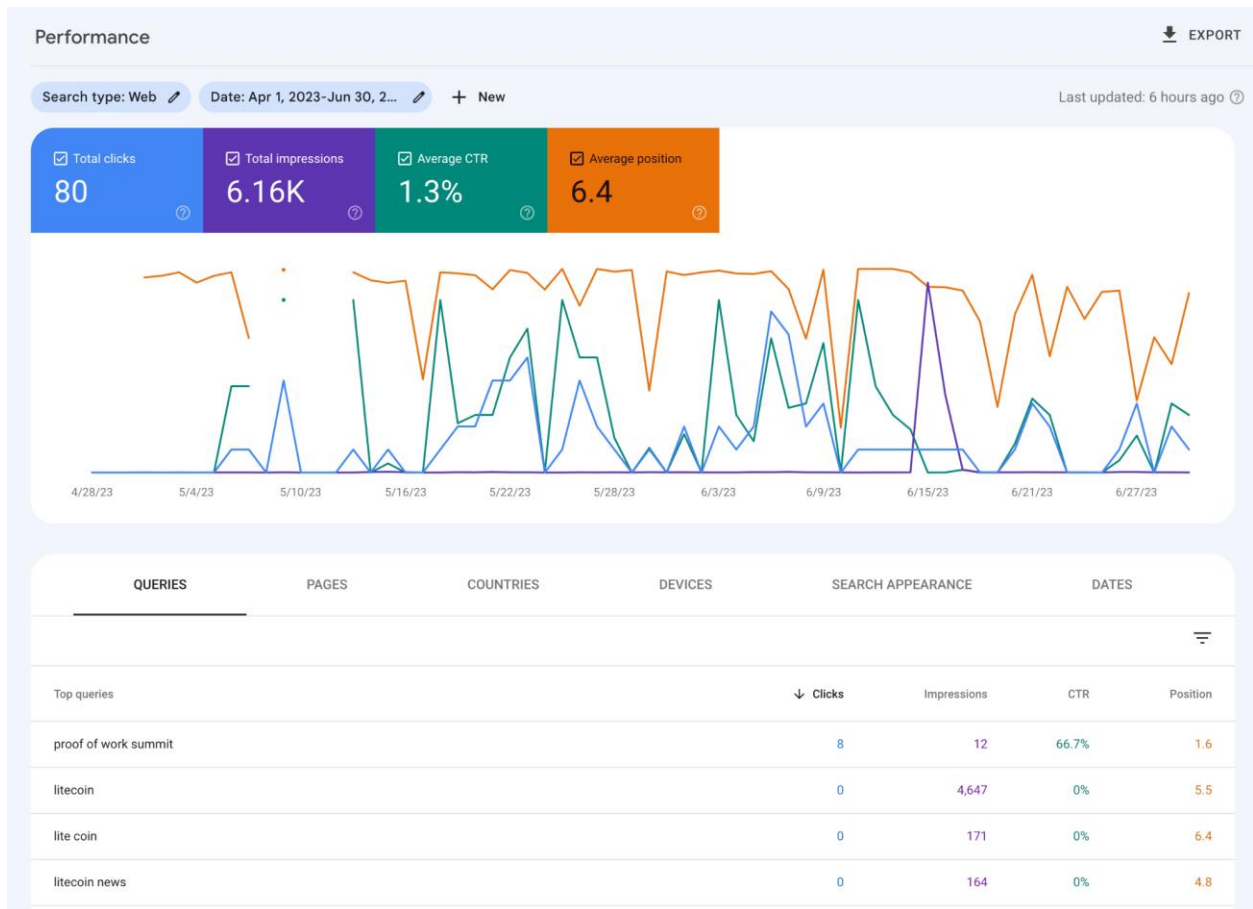 Performance
EXPORT
Search type: Web
Date: Apr 1, 2023-Jun 30, 2...
New
Last updated: 6 hours ago
Total clicks
80
Total impressions
6.16K
Average CTR
1.3%
Average position
6.4
4/28/23 5/4/23 5/10/23 5/16/23 5/22/23 5/28/23 6/3/23 6/9/23 6/15/23 6/21/23 6/27/23
QUERIES PAGES COUNTRIES DEVICES SEARCH APPEARANCE DATES
Top queries Clicks Impressions CTR Position
proof of work summit 8 12 66.7% 1.6
litecoin 0 4,647 0% 5.5
lite coin 0 171 0% 6.4
litecoin news 0 164 0% 4.8